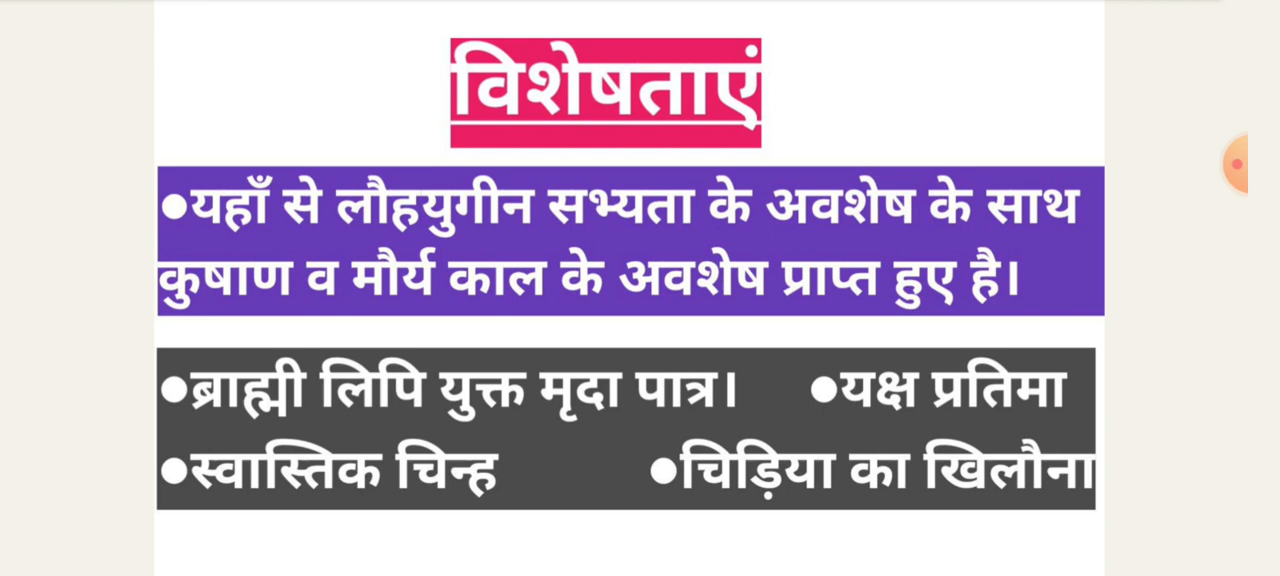 विशेषताएं
●यहाँ से लौहयुगीन सभ्यता के अवशेष के साथ
कुषाण व मौर्य काल के अवशेष प्राप्त हुए है।
●ब्राह्मी लिपि युक्त मृदा पात्र। ●यक्ष प्रतिमा
●स्वास्तिक चिन्ह ●चिड़िया का खिलौना